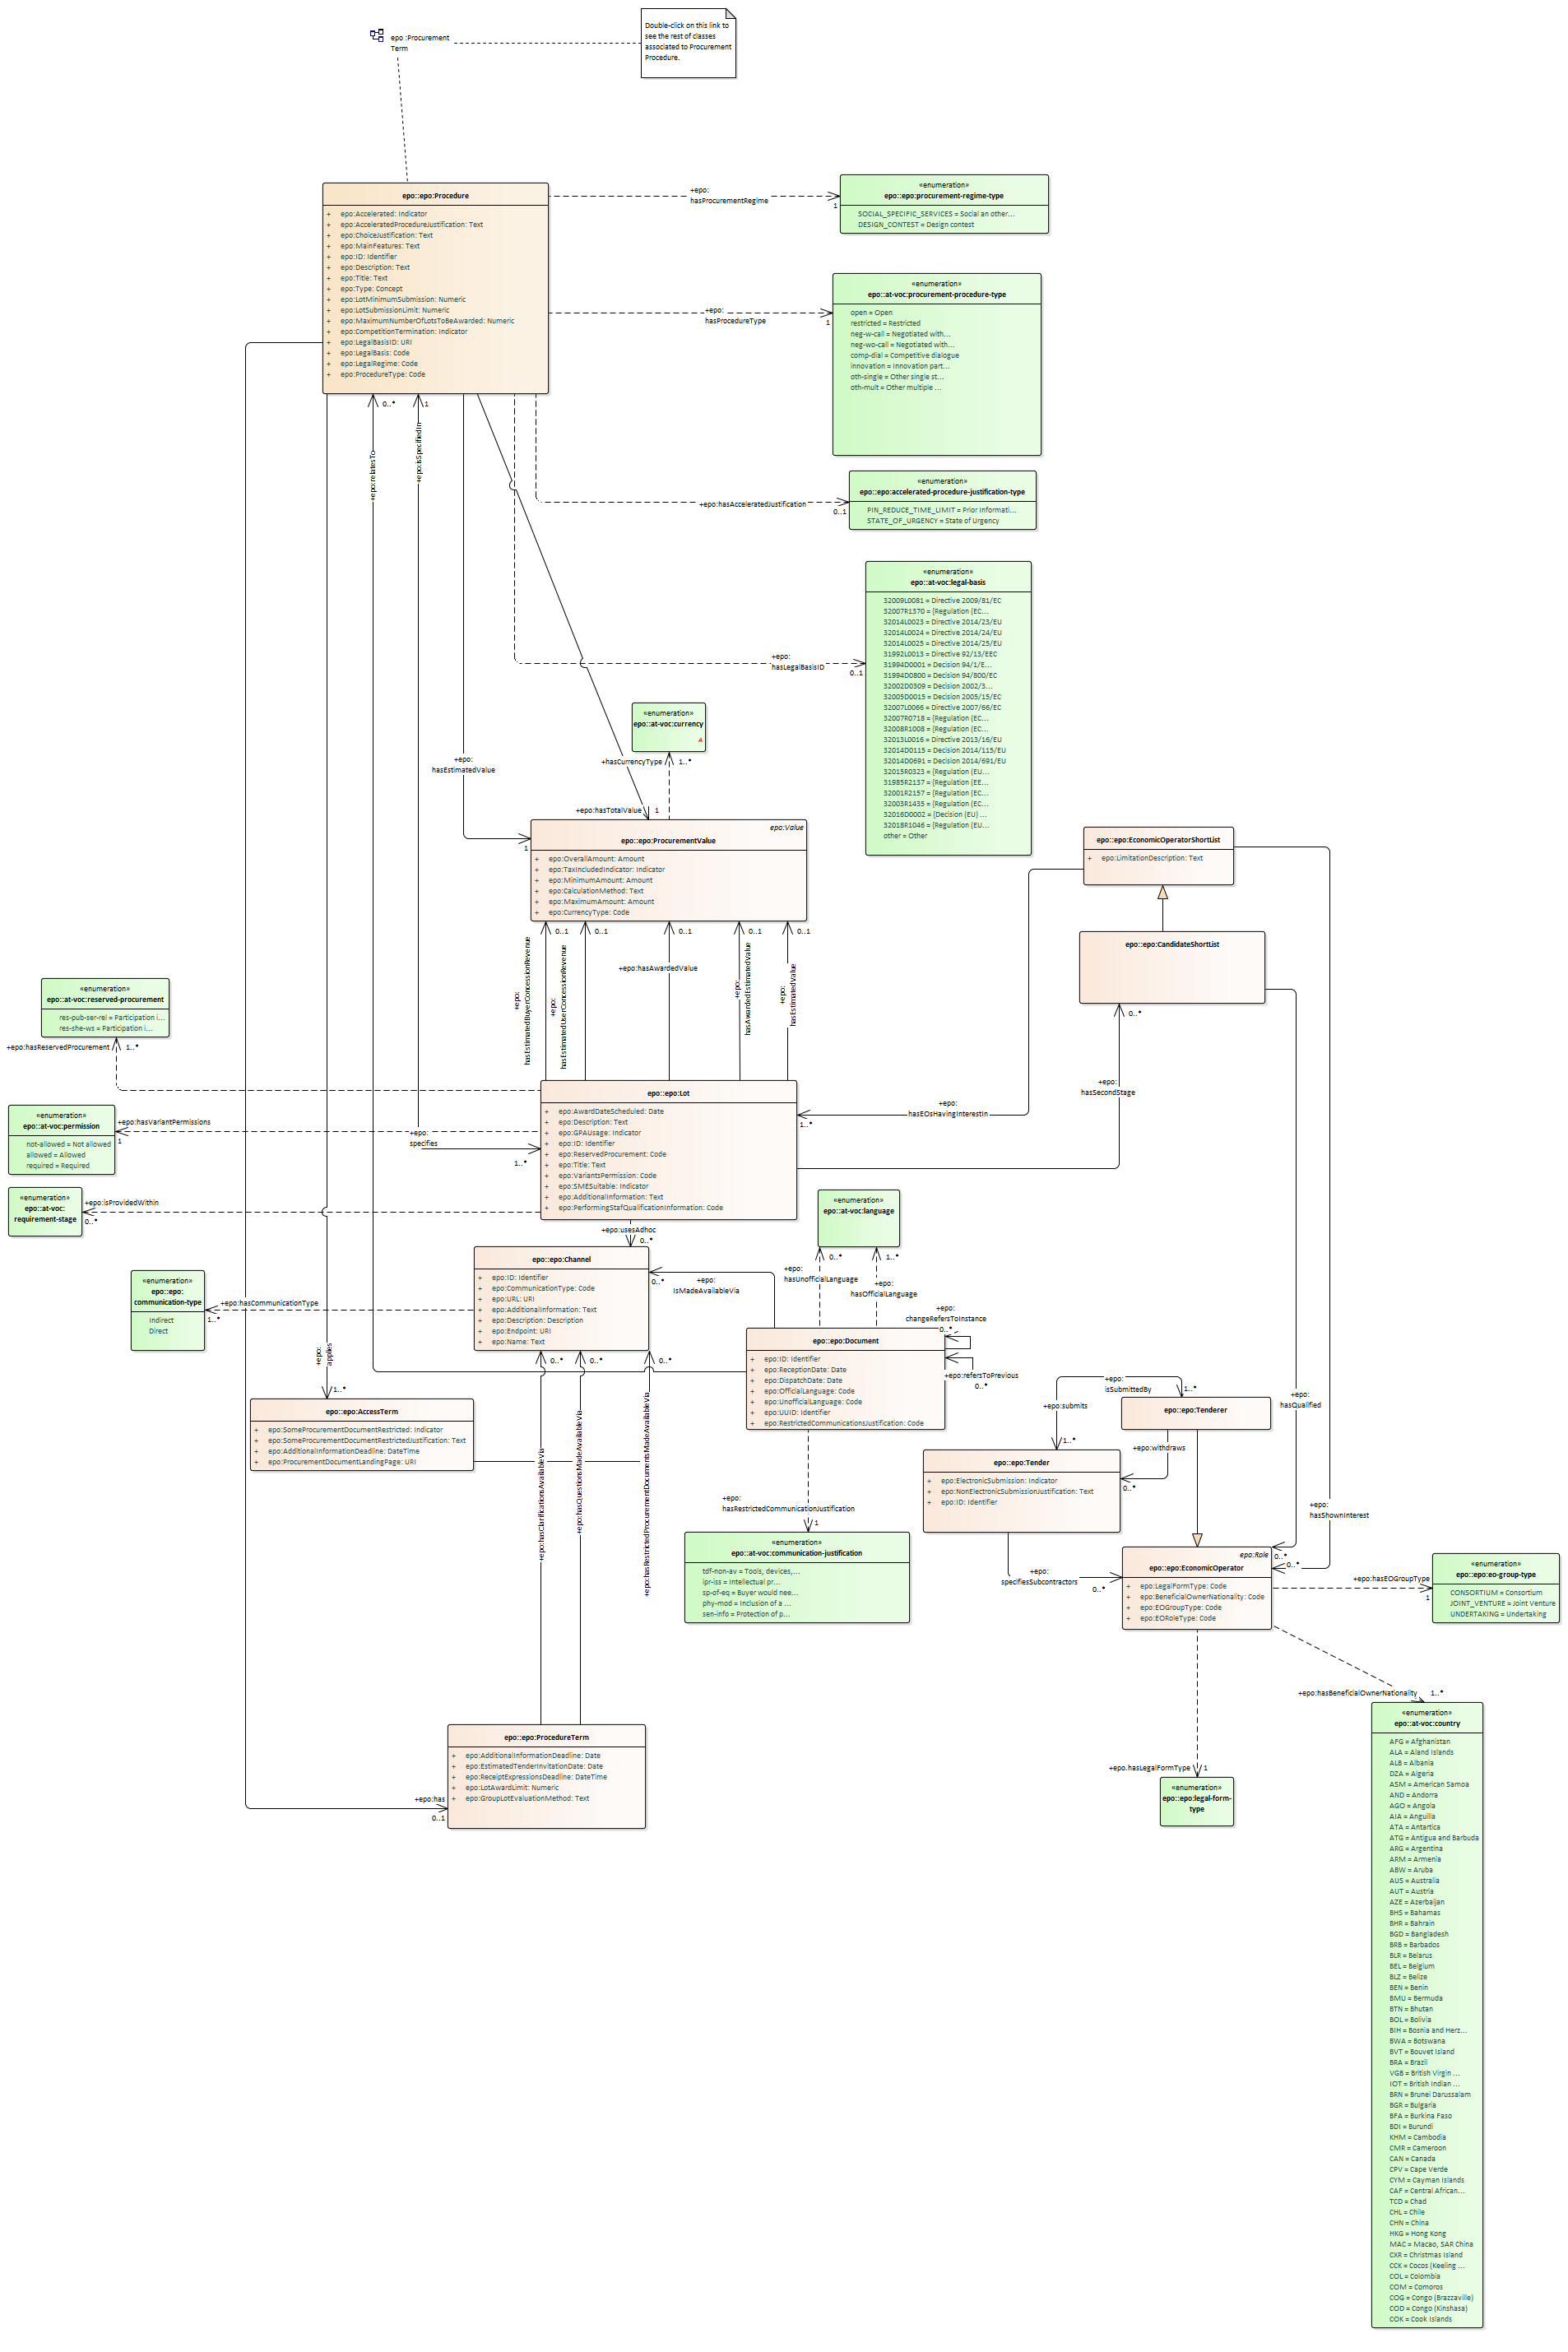 epo :Procurement
Term
Double-click on this link to
see the rest of classes
associated to Procurement
Procedure.
epo::epo:Procedure
+ epo:Accelerated: Indicator
+ epo:AcceleratedProcedureJustification: Text
+ epo:ChoiceJustification: Text
+ epo:MainFeatures: Text
+ epo:ID: Identifier
+ epo:Description: Text
+ epo:Title: Text
+ epo:Type: Concept
+ epo:LotMinimumSubmission: Numeric
+ epo:LotSubmissionLimit: Numeric
+ epo:MaximumNumberOfLotsToBeAwarded: Numeric
+ epo:CompetitionTermination: Indicator
+ epo:LegalBasisID: URI
+ epo:LegalBasis: Code
+ epo:LegalRegime: Code
+ epo:ProcedureType: Code
+epo:
hasProcurementRegime
1
«enumeration»
epo::epo:procurement-regime-type
SOCIAL_SPECIFIC_SERVICES = Social an other...
DESIGN_CONTEST = Design contest
+epo:
hasProcedureType
1
«enumeration»
epo::at-voc:procurement-procedure-type
open = Open
restricted = Restricted
neg-w-call = Negotiated with...
neg-wo-call = Negotiated with...
comp-dial = Competitive dialogue
innovation = Innovation part...
oth-single = Other single st...
oth-mult = Other multiple ...
0..*
1
+epo:relatesTo
+epo:isSpecifiedIn
+epo:hasAcceleratedJustification
0..1
«enumeration»
epo::epo:accelerated-procedure-justification-type
PIN_REDUCE_TIME_LIMIT = Prior Informati...
STATE_OF_URGENCY = State of Urgency
+epo:
hasLegalBasisID
0..1
«enumeration»
epo::at-voc:legal-basis
32009L0081 = Directive 2009/81/EC
32007R1370 = (Regulation (EC...
32014L0023 = Directive 2014/23/EU
32014L0024 = Directive 2014/24/EU
32014L0025 = Directive 2014/25/EU
31992L0013 = Directive 92/13/EEC
31994D0001 = Decision 94/1/E...
31994D0800 = Decision 94/800/EC
32002D0309 = Decision 2002/3...
32005D0015 = Decision 2005/15/EC
32007L0066 = Directive 2007/66/EC
32007R0718 = (Regulation (EC...
32008R1008 = (Regulation (EC...
32013L0016 = Directive 2013/16/EU
32014D0115 = Decision 2014/115/EU
32014D0691 = Decision 2014/691/EU
32015R0323 = (Regulation (EU...
31985R2137 = (Regulation (EE...
32001R2157 = (Regulation (EC...
32003R1435 = (Regulation (EC...
32016D0002 = (Decision (EU) ...
32018R1046 = (Regulation (EU...
other = Other
«enumeration»
epo::at-voc:currency
A
+hasCurrencyType
1..*
+epo:
hasEstimatedValue
1
+epo:hasTotalValue
1
epo:Value
epo::epo:ProcurementValue
+ epo:OverallAmount: Amount
+ epo:TaxIncludedIndicator: Indicator
+ epo:MinimumAmount: Amount
+ epo:CalculationMethod: Text
+ epo:MaximumAmount: Amount
+ epo:CurrencyType: Code
0..1
0..1
0..1
0..1
0..1
+epo:
hasEstimatedBuyerConcessionRevenue
+epo:
hasEstimatedUserConcessionRevenue
+epo:hasAwardedValue
+epo:
hasAwardedEstimatedValue
+epo:
hasEstimatedValue
epo::epo:EconomicOperatorShortList
+ epo:LimitationDescription: Text
epo::epo:CandidateShortList
0..*
+epo:
hasSecondStage
+epo:
hasEOsHavingInterestIn
1..*
«enumeration»
epo::at-voc:reserved-procurement
res-pub-ser-rel = Participation i...
res-she-ws = Participation i...
+epo:hasReservedProcurement
1..*
epo::epo:Lot
+ epo:AwardDateScheduled: Date
+ epo:Description: Text
+ epo:GPAUsage: Indicator
+ epo:ID: Identifier
+ epo:ReservedProcurement: Code
+ epo:Title: Text
+ epo:VariantsPermission: Code
+ epo:SMESuitable: Indicator
+ epo:AdditionalInformation: Text
+ epo:PerformingStafQualificationInformation: Code
«enumeration»
epo::at-voc:permission
not-allowed = Not allowed
allowed = Allowed
required = Required
+epo:hasVariantPermissions
1
+epo:
specifies
1..*
«enumeration»
epo::at-voc:
requirement-stage
+epo:isProvidedWithin
0..*
+epo:usesAdhoc
0..*
«enumeration»
epo::at-voc:language
0..*
1..*
+epo:
hasUnofficialLanguage
+epo:
hasOfficialLanguage
epo::epo:Channel
+ epo:ID: Identifier
+ epo:CommunicationType: Code
+ epo:URL: URI
+ epo:AdditionalInformation: Text
+ epo:Description: Description
+ epo:Endpoint: URI
+ epo:Name: Text
0..*
+epo:
isMadeAvailableVia
«enumeration»
epo::epo:
communication-type
Indirect
Direct
+epo:hasCommunicationType
1..*
+epo:
changeRefersToInstance
0..*
epo::epo:Document
+ epo:ID: Identifier
+ epo:ReceptionDate: Date
+ epo:DispatchDate: Date
+ epo:OfficialLanguage: Code
+ epo:UnofficialLanguage: Code
+ epo:UUID: Identifier
+ epo:RestrictedCommunicationsJustification: Code
+epo:refersToPrevious
0..*
+epo:
applies
1..*
0..*
0..*
0..*
epo::epo:AccessTerm
+ epo:SomeProcurementDocumentRestricted: Indicator
+ epo:SomeProcurementDocumentRestrictedJustification: Text
+ epo:AdditionalInformationDeadline: DateTime
+ epo:ProcurementDocumentLandingPage: URI
+epo:hasClarificationsAvailableVia
+epo:hasQuestionsMadeAvailableVia
+epo:hasRestrictedProcurementDocumentsMadeAvailableVia
+epo:
isSubmittedBy
1..*
+epo:submits
1..*
epo::epo:Tenderer
+epo:withdraws
0..*
epo::epo:Tender
+ epo:ElectronicSubmission: Indicator
+ epo:NonElectronicSubmissionJustification: Text
+ epo:ID: Identifier
+epo:
hasQualified
+epo:
hasShownInterest
0..*
0..*
+epo:
hasRestrictedCommunicationJustification
1
«enumeration»
epo::at-voc:communication-justification
tdf-non-av = Tools, devices,...
ipr-iss = Intellectual pr...
sp-of-eq = Buyer would nee...
phy-mod = Inclusion of a ...
sen-info = Protection of p...
+epo:
specifiesSubcontractors
0..*
epo:Role
epo::epo:EconomicOperator
+ epo:LegalFormType: Code
+ epo:BeneficialOwnerNationality: Code
+ epo:EOGroupType: Code
+ epo:EORoleType: Code
+epo:hasEOGroupType
1
«enumeration»
epo::epo:eo-group-type
CONSORTIUM = Consortium
JOINT_VENTURE = Joint Venture
UNDERTAKING = Undertaking
+epo:hasBeneficialOwnerNationality
1..*
epo::epo:ProcedureTerm
+ epo:AdditionalInformationDeadline: Date
+ epo:EstimatedTenderInvitationDate: Date
+ epo:ReceiptExpressionsDeadline: DateTime
+ epo:LotAwardLimit: Numeric
+ epo:GroupLotEvaluationMethod: Text
+epo:has
0..1
+epo.hasLegalFormType
1
«enumeration»
epo::epo:legal-form-
type
«enumeration»
epo::at-voc:country
AFG = Afghanistan
ALA = Aland Islands
ALB = Albania
DZA = Algeria
ASM = American Samoa
AND = Andorra
AGO = Angola
AIA = Anguilla
ATA = Antartica
ATG = Antigua and Barbuda
ARG = Argentina
ARM = Armenia
ABW = Aruba
AUS = Australia
AUT = Austria
AZE = Azerbaijan
BHS = Bahamas
BHR = Bahrain
BGD = Bangladesh
BRB = Barbados
BLR = Belarus
BEL = Belgium
BLZ = Belize
BEN = Benin
BMU = Bermuda
BTN = Bhutan
BOL = Bolivia
BIH = Bosnia and Herz...
BWA = Botswana
BVT = Bouvet Island
BRA = Brazil
VGB = British Virgin ...
IOT = British Indian ...
BRN = Brunei Darussalam
BGR = Bulgaria
BFA = Burkina Faso
BDI = Burundi
KHM = Cambodia
CMR = Cameroon
CAN = Canada
CPV = Cape Verde
CYM = Cayman Islands
CAF = Central African...
TCD = Chad
CHL = Chile
CHN = China
HKG = Hong Kong
MAC = Macao, SAR China
CXR = Christmas Island
CCK = Cocos (Keeling ...
COL = Colombia
COM = Comoros
COG = Congo (Brazzaville)
COD = Congo (Kinshasa)
COK = Cook Islands